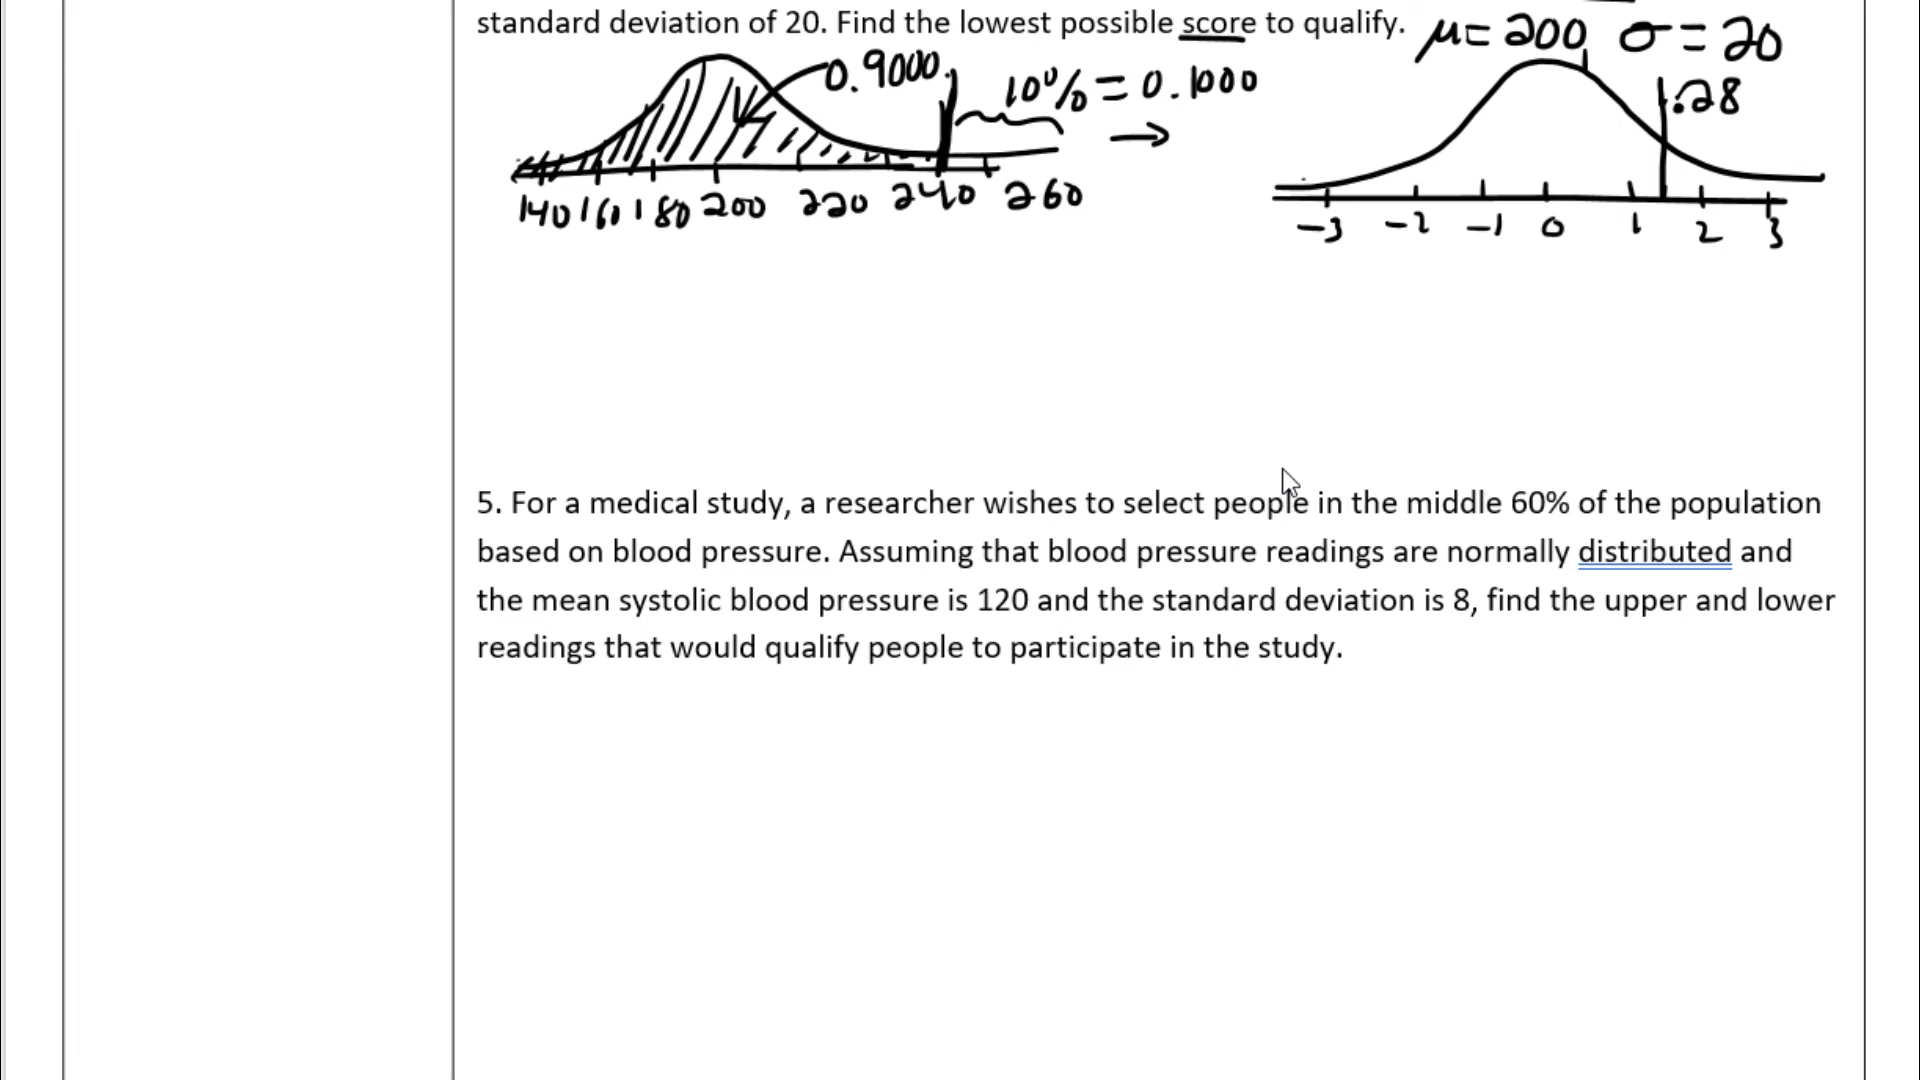 standard deviation of 20. Find the lowest possible score to qualify. μ = 200 σ = 20
0.9000 10% = 0.1000 → 1.28
140 160 180 200 220 240 260
-3 -2 -1 0 1 2 3
5. For a medical study, a researcher wishes to select people in the middle 60% of the population
based on blood pressure. Assuming that blood pressure readings are normally distributed and
the mean systolic blood pressure is 120 and the standard deviation is 8, find the upper and lower
readings that would qualify people to participate in the study.